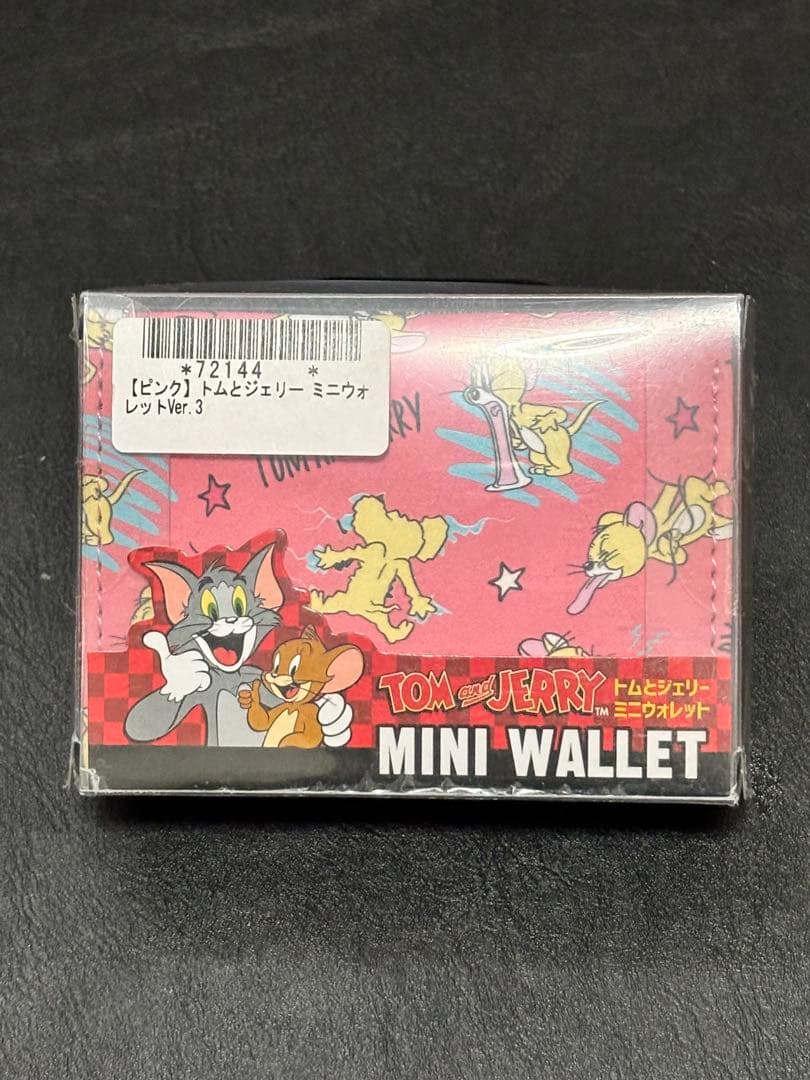 *72144 *
【ピンク】トムとジェリー ミニウォ
レットVer.3
TOM and JERRY™
トムとジェリー
ミニウォレット
MINI WALLET